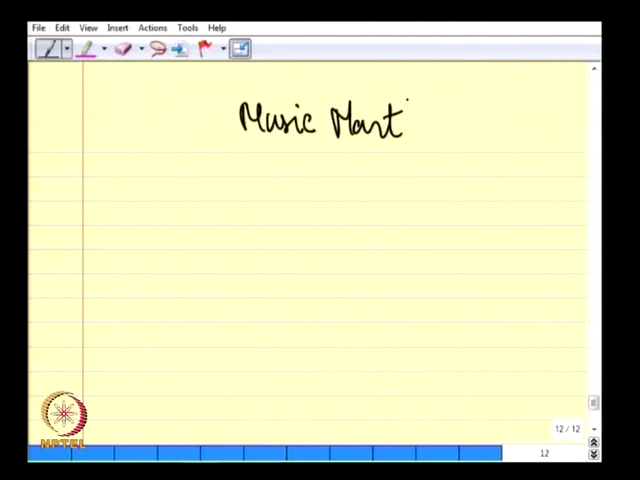 File Edit View Insert Actions Tools Help
Music Mart
NPTEL
12 / 12
12